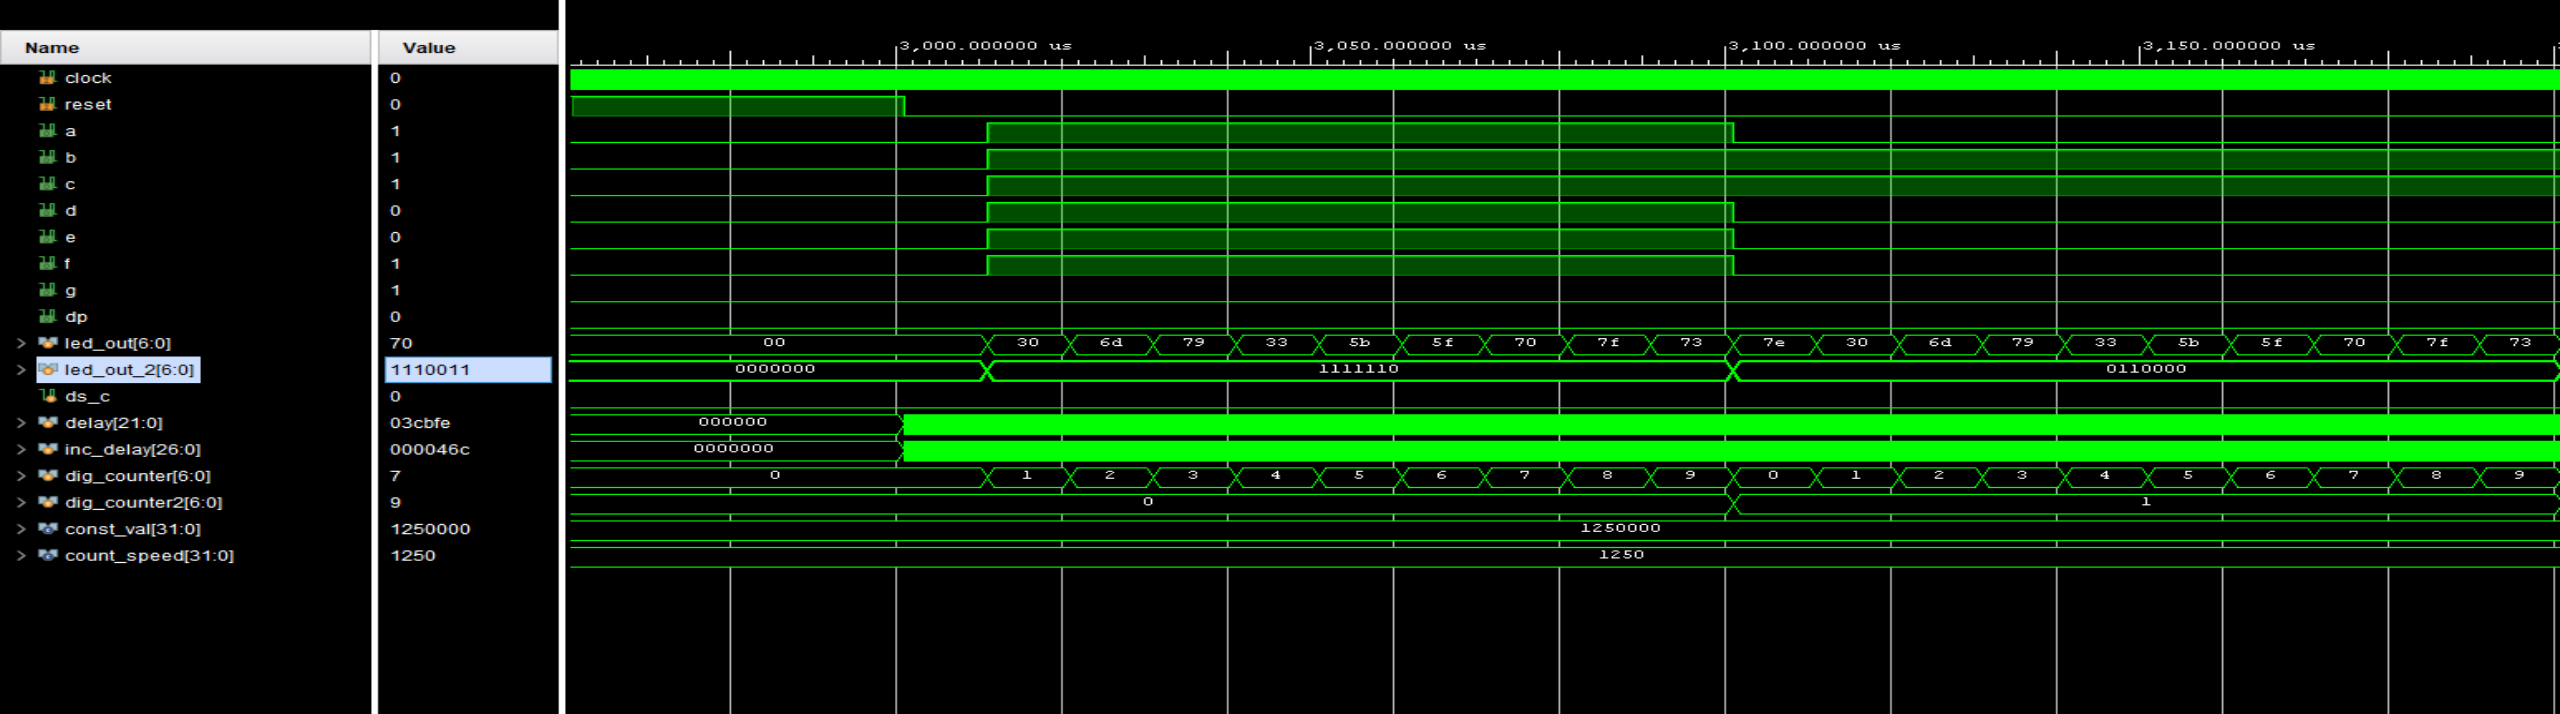 Name Value
3,000.000000 us 3,050.000000 us 3,100.000000 us 3,150.000000 us
clock 0
reset 0
a 1
b 1
c 1
d 0
e 0
f 1
g 1
dp 0
> led_out[6:0] 70 00 30 6d 79 33 5b 5f 70 7f 73 7e 30 6d 79 33 5b 5f 70 7f 73
> led_out_2[6:0] 1110011 0000000 1111110 0110000
ds_c 0
> delay[21:0] 03cbfe 000000
> inc_delay[26:0] 000046c 0000000
> dig_counter[6:0] 7 0 1 2 3 4 5 6 7 8 9 0 1 2 3 4 5 6 7 8 9
> dig_counter2[6:0] 9 0 1
> const_val[31:0] 1250000 1250000
> count_speed[31:0] 1250 1250